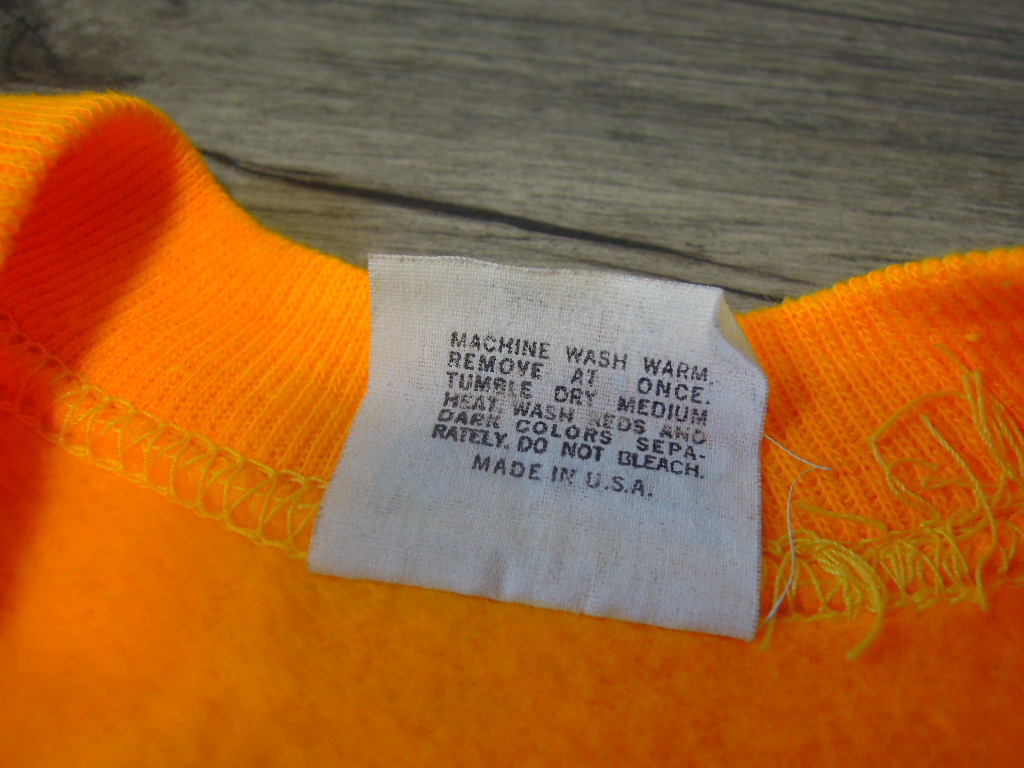 MACHINE WASH WARM.
REMOVE AT ONCE.
TUMBLE DRY MEDIUM
HEAT. WASH REDS AND
DARK COLORS SEPA-
RATELY. DO NOT BLEACH.
MADE IN U.S.A.